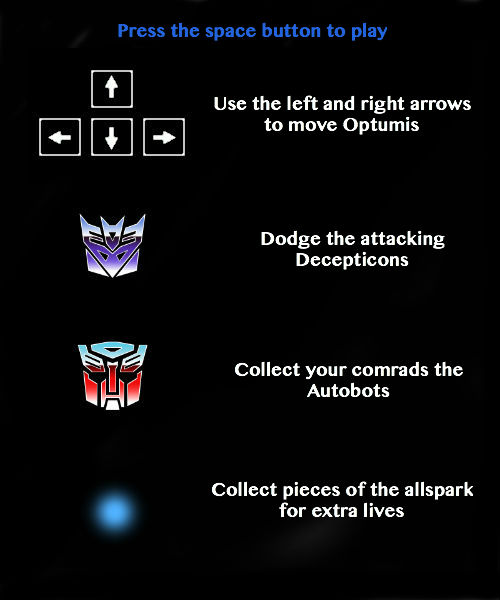 Press the space button to play
Use the left and right arrows
to move Optumis
Dodge the attacking
Decepticons
Collect your comrads the
Autobots
Collect pieces of the allspark
for extra lives